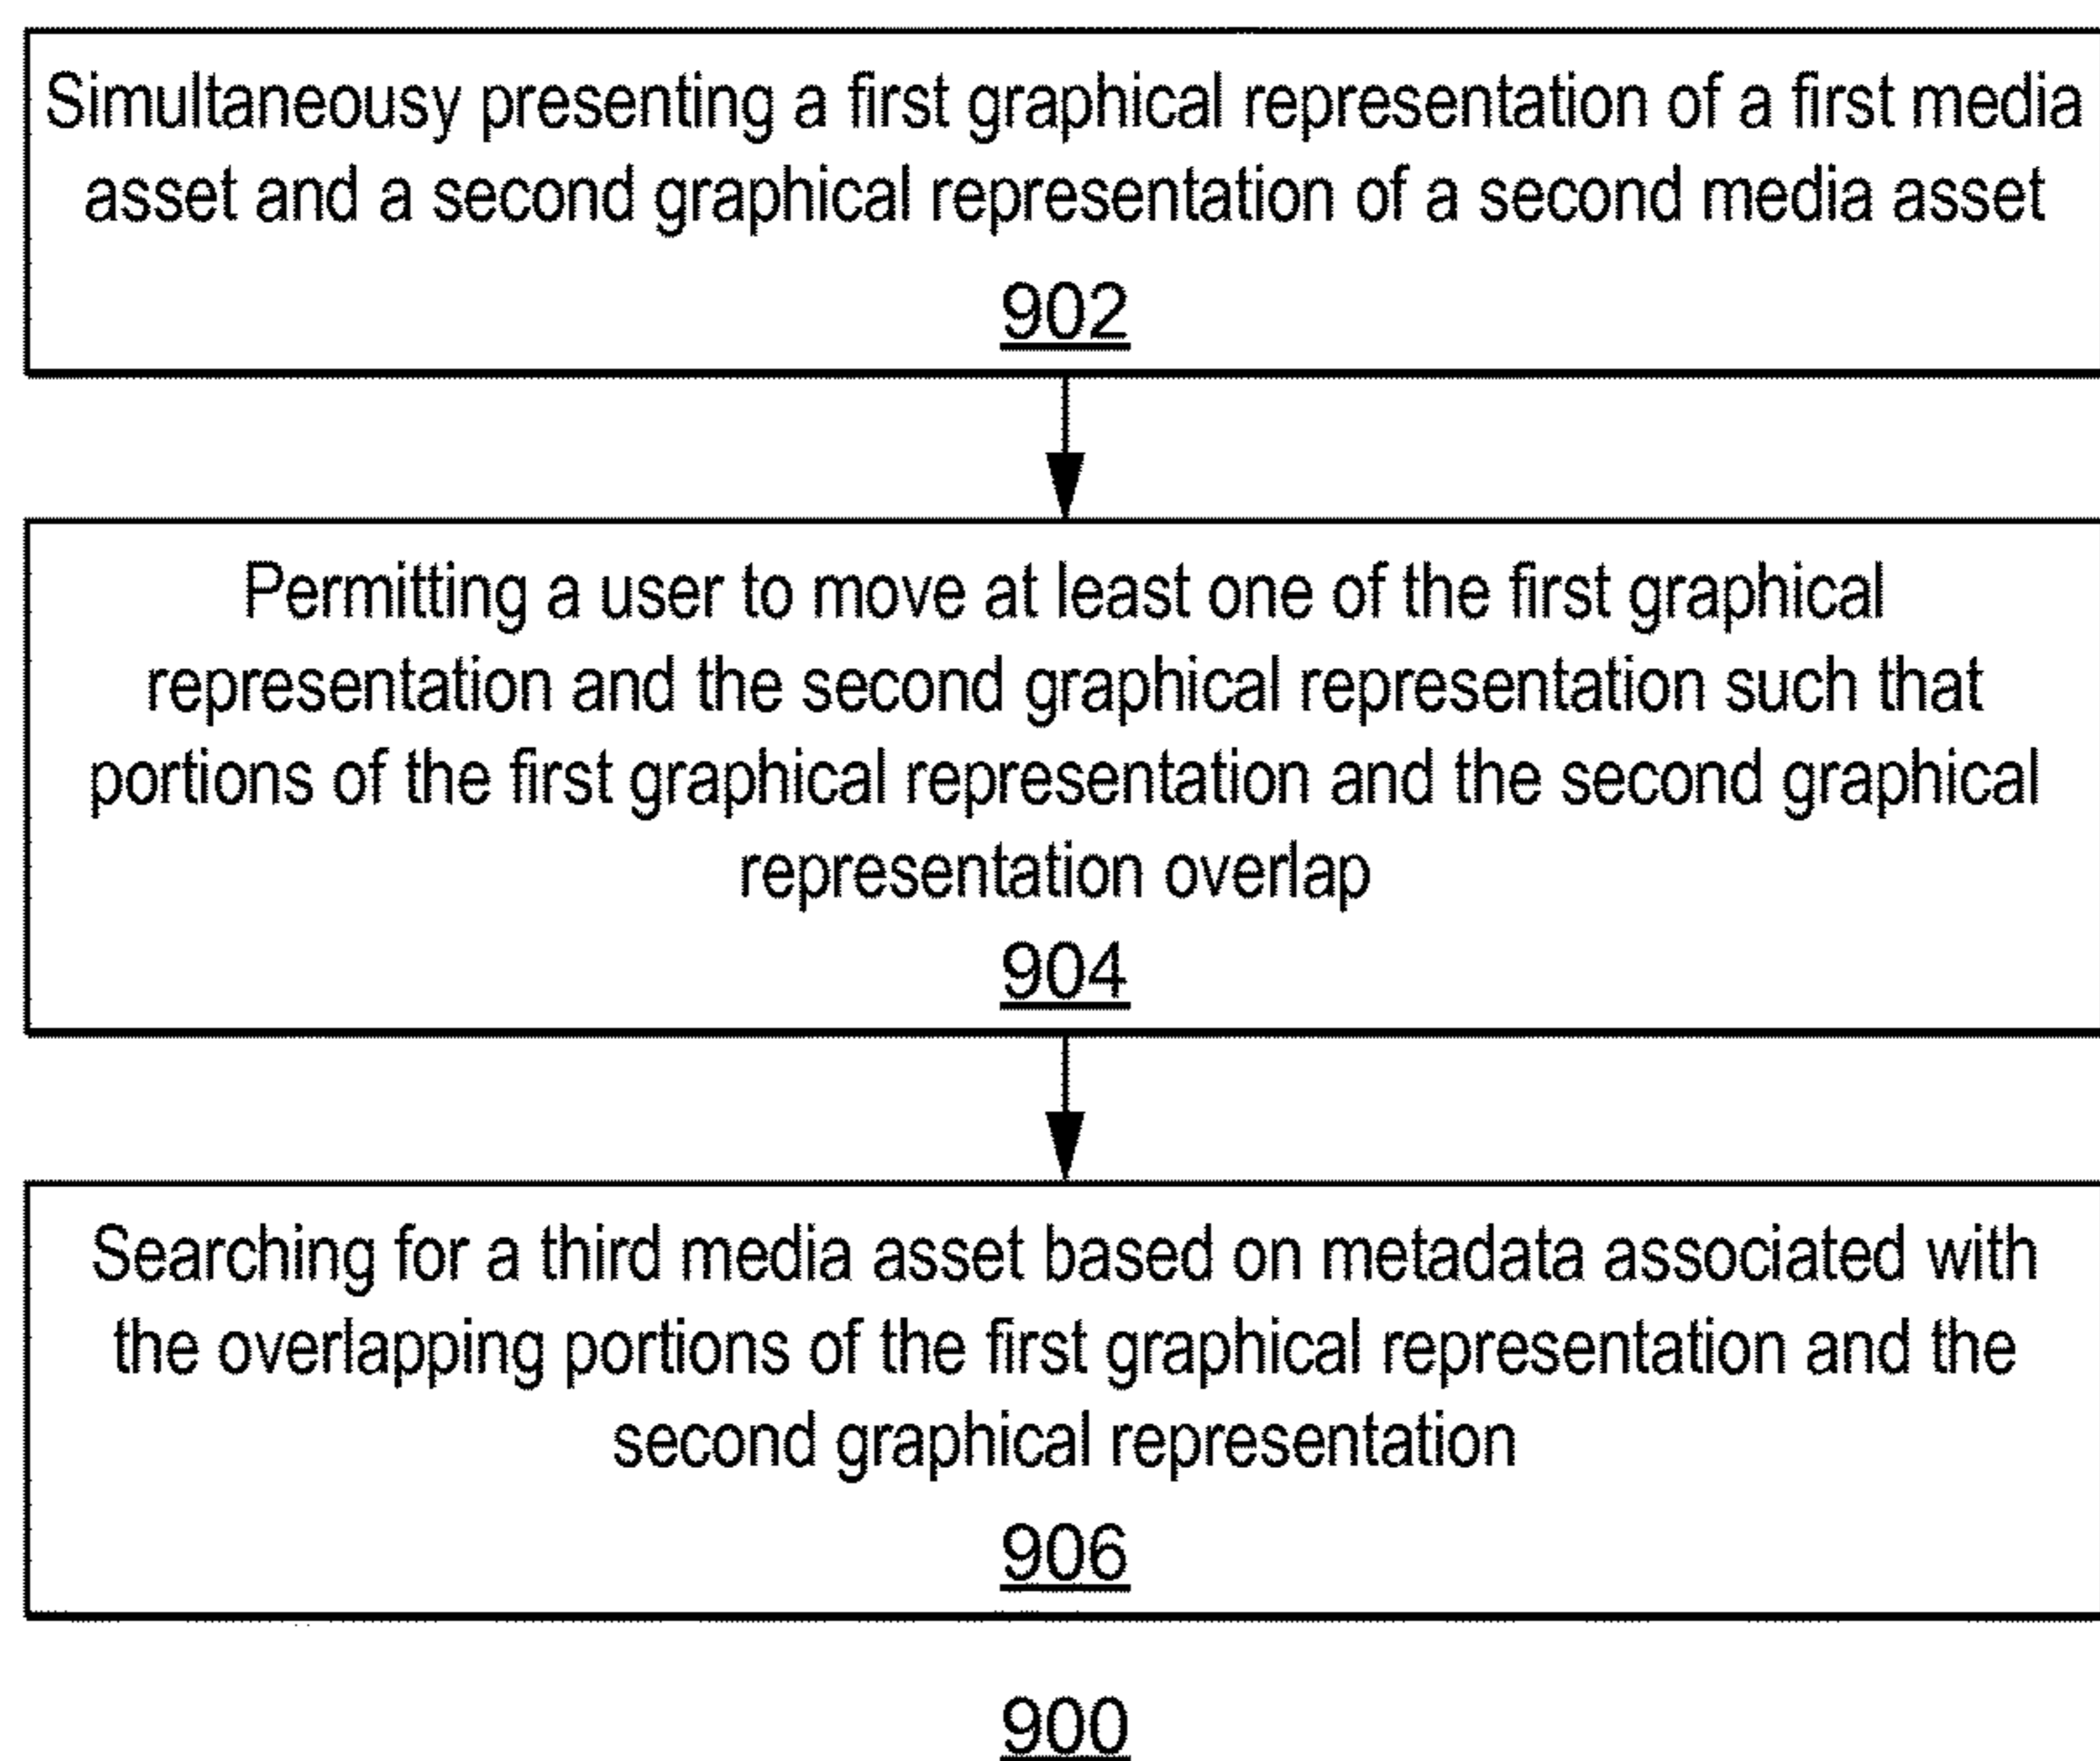 Simultaneousy presenting a first graphical representation of a first media
asset and a second graphical representation of a second media asset
902
Permitting a user to move at least one of the first graphical
representation and the second graphical representation such that
portions of the first graphical representation and the second graphical
representation overlap
904
Searching for a third media asset based on metadata associated with
the overlapping portions of the first graphical representation and the
second graphical representation
906
900